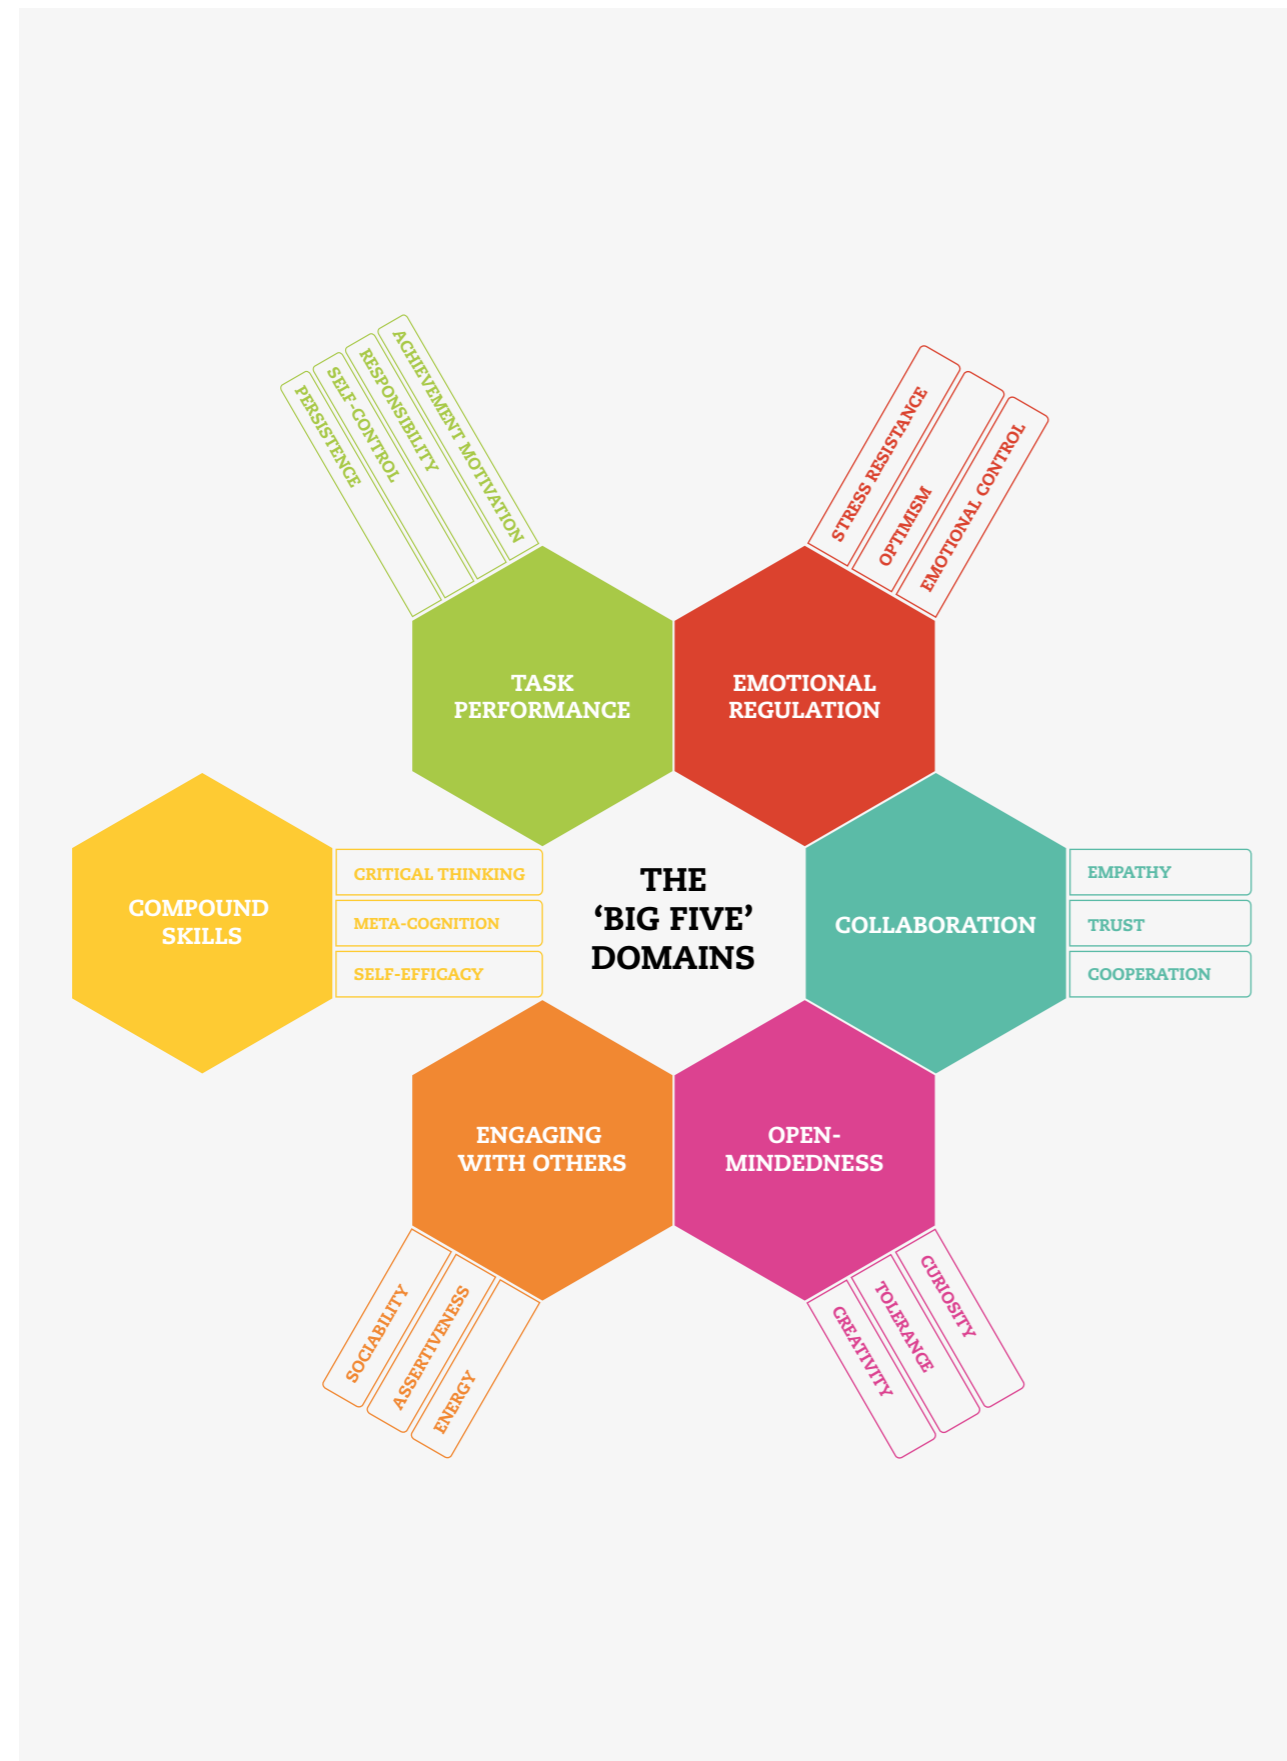 PERSISTENCE
SELF-CONTROL
RESPONSIBILITY
ACHIEVEMENT MOTIVATION
STRESS RESISTANCE
OPTIMISM
EMOTIONAL CONTROL
TASK
PERFORMANCE
EMOTIONAL
REGULATION
COMPOUND
SKILLS
CRITICAL THINKING
META-COGNITION
SELF-EFFICACY
THE
‘BIG FIVE’
DOMAINS
COLLABORATION
EMPATHY
TRUST
COOPERATION
ENGAGING
WITH OTHERS
OPEN-
MINDEDNESS
SOCIABILITY
ASSERTIVENESS
ENERGY
CREATIVITY
TOLERANCE
CURIOSITY